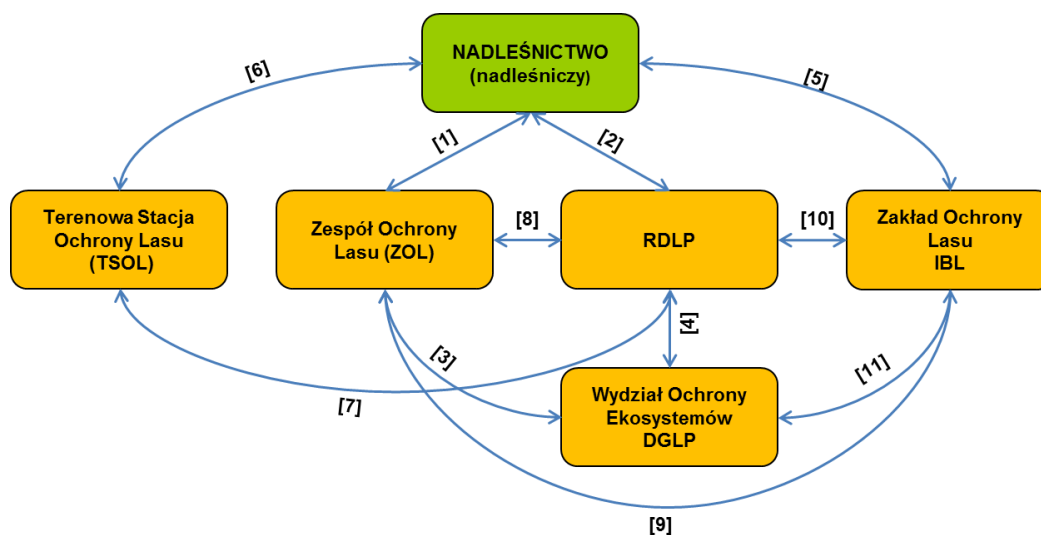 NADLEŚNICTWO
(nadleśniczy)
[6]
[5]
[1]
[2]
Terenowa Stacja
Ochrony Lasu
(TSOL)
Zespół Ochrony
Lasu (ZOL)
[8]
RDLP
[10]
Zakład Ochrony
Lasu
IBL
[4]
[3]
[11]
[7]
Wydział Ochrony
Ekosystemów
DGLP
[9]